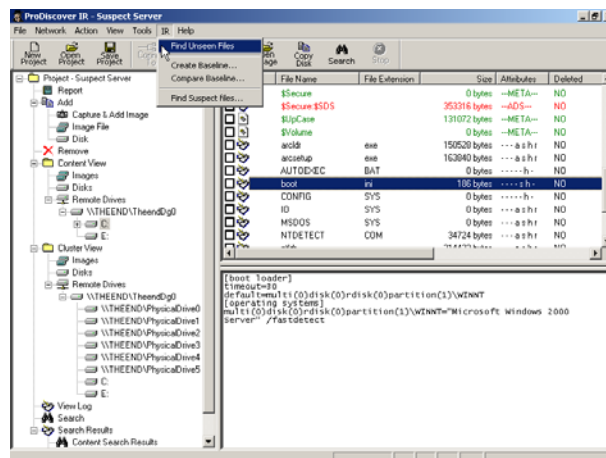 ProDiscover IR - Suspect Server
File Network Action View Tools IR Help
New Project
Open Project
Save Project
Copy Disk
Search
Stop
Find Unseen Files
Create Baseline...
Compare Baseline...
Find Suspect files...
Project - Suspect Server
Report
Add
Capture & Add Image
Image File
Disk
Remove
Content View
Images
Disks
Remote Drives
\\THEEND\TheendDg0
C:
E:
Cluster View
Images
Disks
Remote Drives
\\THEEND\TheendDg0
\\THEEND\PhysicalDrive0
\\THEEND\PhysicalDrive1
\\THEEND\PhysicalDrive2
\\THEEND\PhysicalDrive3
\\THEEND\PhysicalDrive4
\\THEEND\PhysicalDrive5
C:
E:
View Log
Search
Search Results
Content Search Results
File Name File Extension Size Attributes Deleted
$Secure 0 bytes --META-- NO
$Secure:$SDS 353316 bytes ---ADS--- NO
$UpCase 131072 bytes --META-- NO
$Volume 0 bytes --META-- NO
arcldr exe 150528 bytes ---ashr NO
arcsetup exe 163840 bytes ---ashr NO
AUTOEXEC BAT 0 bytes -----h- NO
boot ini 186 bytes ----sh- NO
CONFIG SYS 0 bytes -----h- NO
IO SYS 0 bytes ---ashr NO
MSDOS SYS 0 bytes ---ashr NO
NTDETECT COM 34724 bytes ---ashr NO
[boot loader]
timeout=30
default=multi(0)disk(0)rdisk(0)partition(1)\WINNT
[operating systems]
multi(0)disk(0)rdisk(0)partition(1)\WINNT="Microsoft Windows 2000
Server" /fastdetect